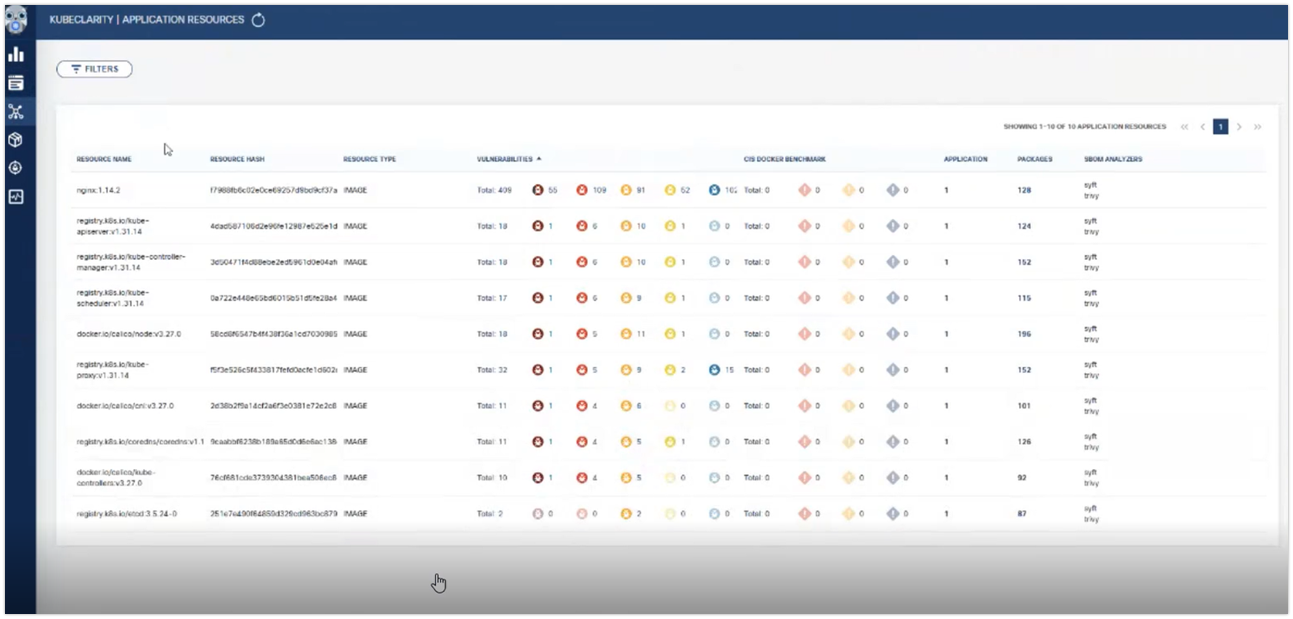 KUBECLARITY | APPLICATION RESOURCES
FILTERS
SHOWING 1-10 OF 10 APPLICATION RESOURCES « < 1 > »
RESOURCE NAME RESOURCE HASH RESOURCE TYPE VULNERABILITIES CIS DOCKER BENCHMARK APPLICATION PACKAGES SBOM ANALYZERS
nginx:1.14.2 IMAGE Total: 409 55 109 91 52 Total: 0 0 0 0 1 128 syft
trivy
registry.k8s.io/kube-
apiserver:v1.31.14 IMAGE Total: 18 1 6 10 1 0 Total: 0 0 0 0 1 124 syft
trivy
registry.k8s.io/kube-controller-
manager:v1.31.14 IMAGE Total: 18 1 6 10 1 0 Total: 0 0 0 0 1 152 syft
trivy
registry.k8s.io/kube-
scheduler:v1.31.14 IMAGE Total: 17 1 6 9 1 0 Total: 0 0 0 0 1 115 syft
trivy
docker.io/calico/node:v3.27.0 IMAGE Total: 18 1 5 11 1 0 Total: 0 0 0 0 1 196 syft
trivy
registry.k8s.io/kube-
proxy:v1.31.14 IMAGE Total: 32 1 5 9 2 15 Total: 0 0 0 0 1 152 syft
trivy
docker.io/calico/cni:v3.27.0 IMAGE Total: 11 1 4 6 0 0 Total: 0 0 0 0 1 101 syft
trivy
registry.k8s.io/coredns/coredns:v1.1 IMAGE Total: 11 1 4 5 1 0 Total: 0 0 0 0 1 126 syft
trivy
docker.io/calico/kube-
controllers:v3.27.0 IMAGE Total: 10 1 4 5 0 0 Total: 0 0 0 0 1 92 syft
trivy
registry.k8s.io/etcd:3.5.24-0 IMAGE Total: 2 0 0 2 0 0 Total: 0 0 0 0 1 87 syft
trivy